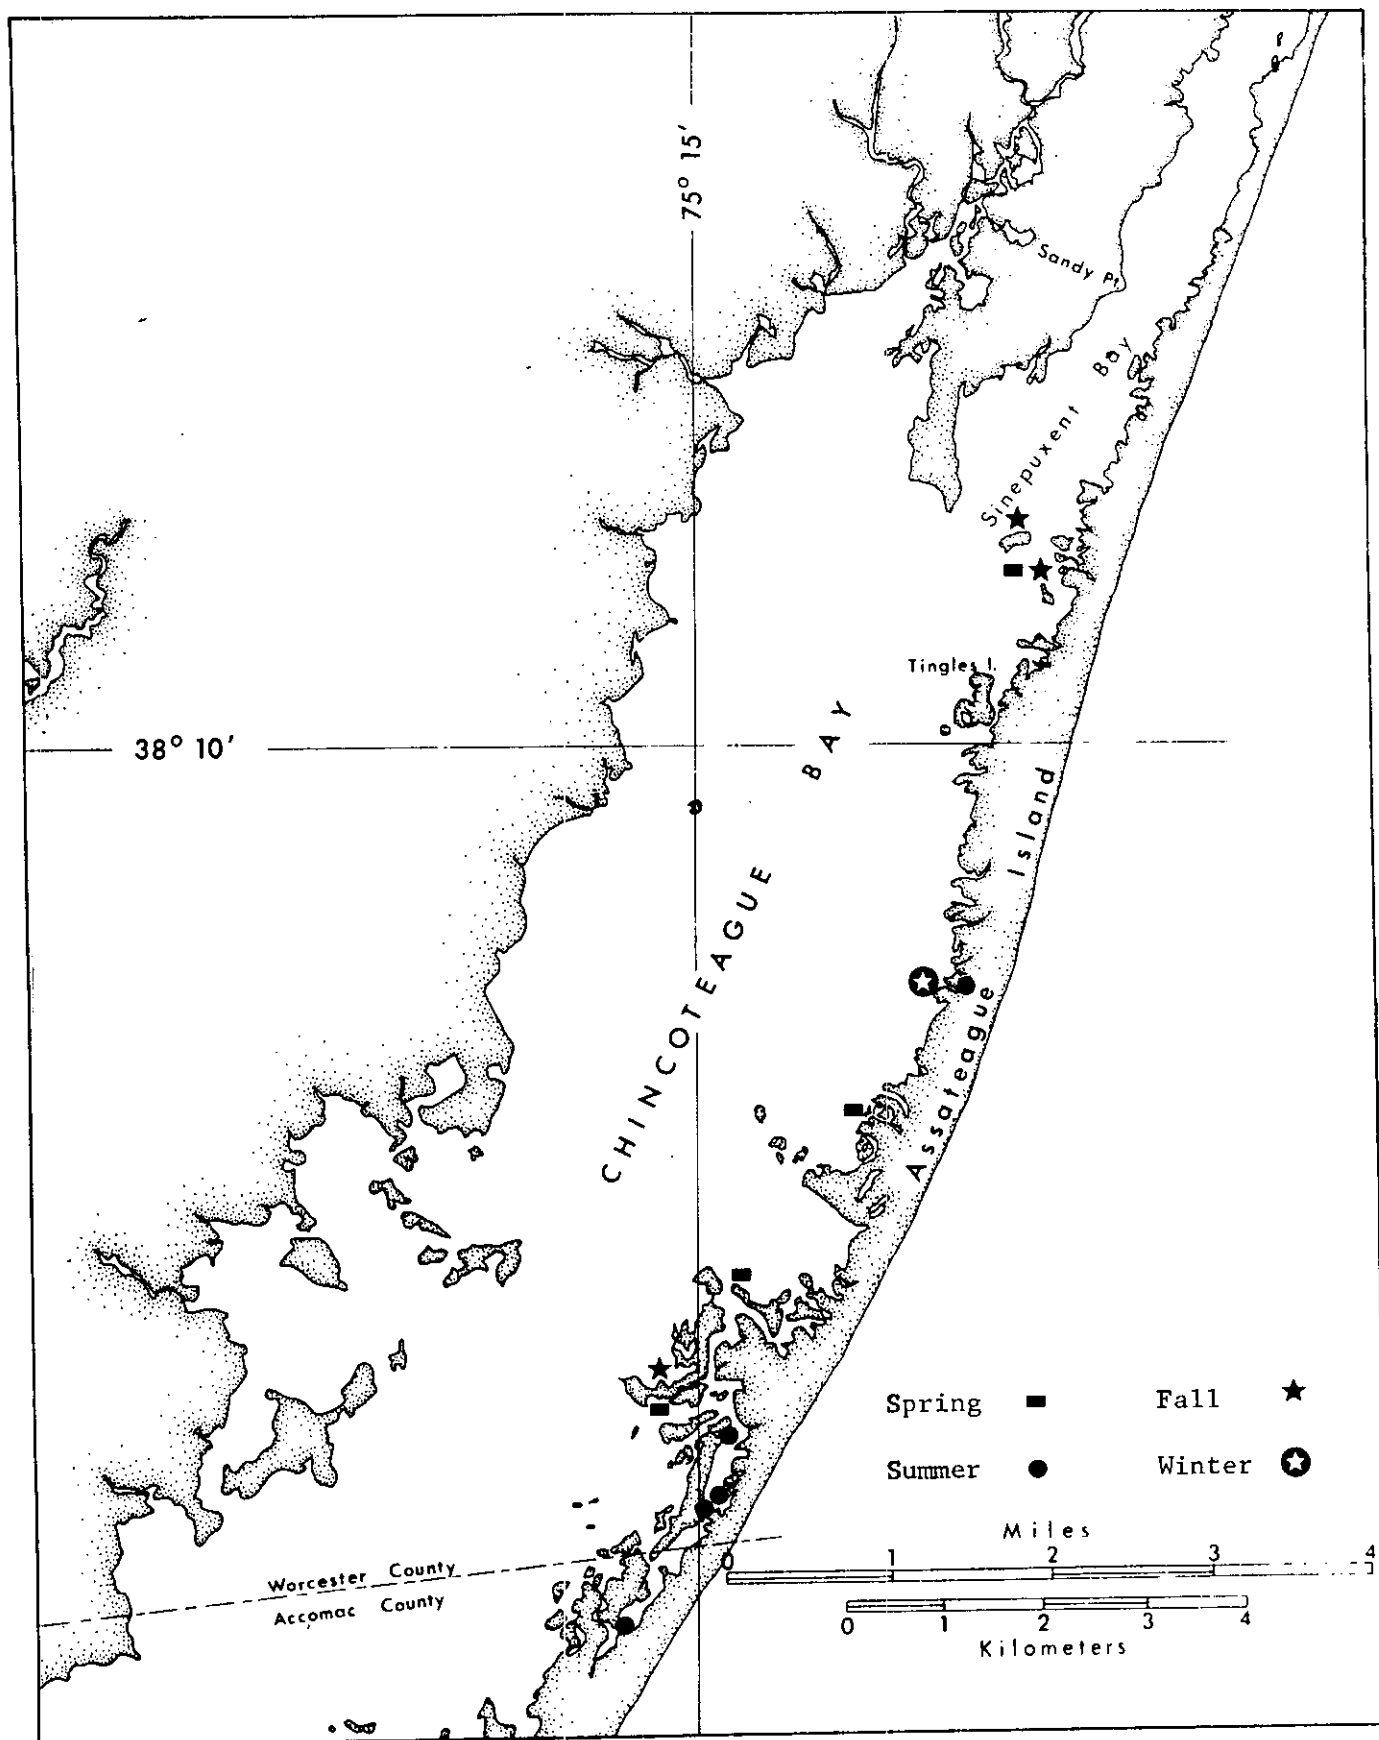 75° 15'
Sandy Pt.
Sinepuxent Bay
Tingles I.
38° 10'
CHINCOTEAGUE BAY
Assateague Island
Spring
Fall
Summer
Winter
Miles
0 1 2 3 4
Worcester County
Accomac County
0 1 2 3 4
Kilometers